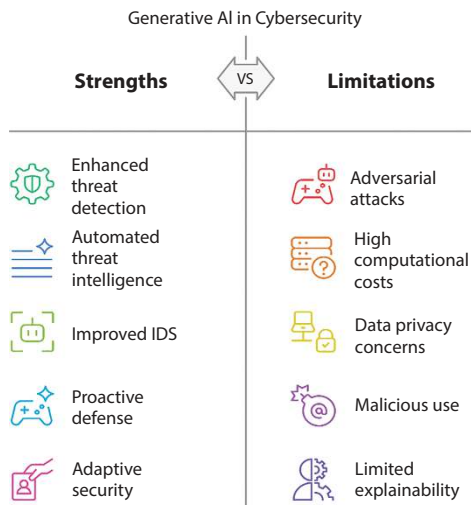 Generative AI in Cybersecurity
Strengths
VS
Limitations
Enhanced
threat
detection
Automated
threat
intelligence
Improved IDS
Proactive
defense
Adaptive
security
Adversarial
attacks
High
computational
costs
Data privacy
concerns
Malicious use
Limited
explainability